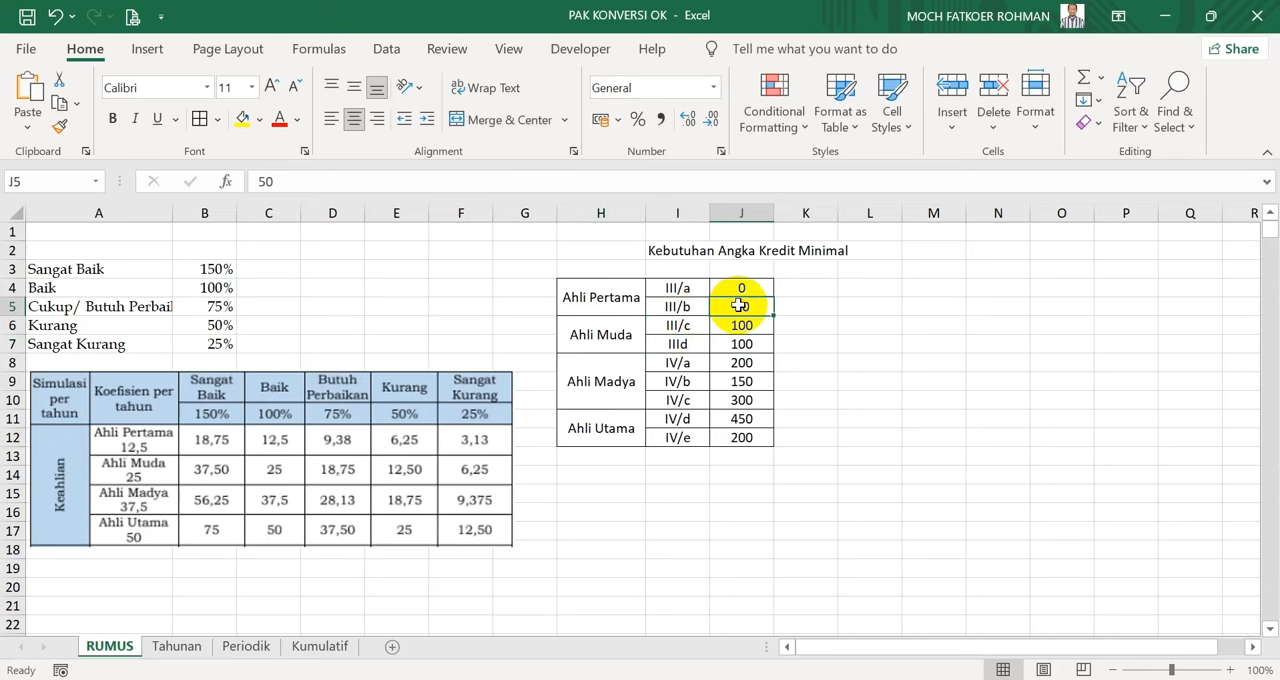 PAK KONVERSI OK - Excel
MOCH FATKOER ROHMAN
File Home Insert Page Layout Formulas Data Review View Developer Help Tell me what you want to do Share
Paste
Clipboard
Calibri 11
B I U
Font
Wrap Text
Merge & Center
Alignment
General
%
Number
Conditional Formatting
Format as Table
Cell Styles
Styles
Insert Delete Format
Cells
Sort & Filter
Find & Select
Editing
J5 fx 50
A B C D E F G H I J K L M N O P Q R
1
2 Kebutuhan Angka Kredit Minimal
3 Sangat Baik 150%
4 Baik 100% Ahli Pertama III/a 0
5 Cukup/ Butuh Perbai 75% III/b
6 Kurang 50% Ahli Muda III/c 100
7 Sangat Kurang 25% IIId 100
8 Ahli Madya IV/a 200
9 IV/b 150
10 IV/c 300
11 Ahli Utama IV/d 450
12 IV/e 200
13
14
15
16
17
18
19
20
21
22
Simulasi per tahun Koefisien per tahun Sangat Baik Baik Butuh Perbaikan Kurang Sangat Kurang
150% 100% 75% 50% 25%
Keahlian
Ahli Pertama 12,5 18,75 12,5 9,38 6,25 3,13
Ahli Muda 25 37,50 25 18,75 12,50 6,25
Ahli Madya 37,5 56,25 37,5 28,13 18,75 9,375
Ahli Utama 50 75 50 37,50 25 12,50
RUMUS Tahunan Periodik Kumulatif
Ready 100%